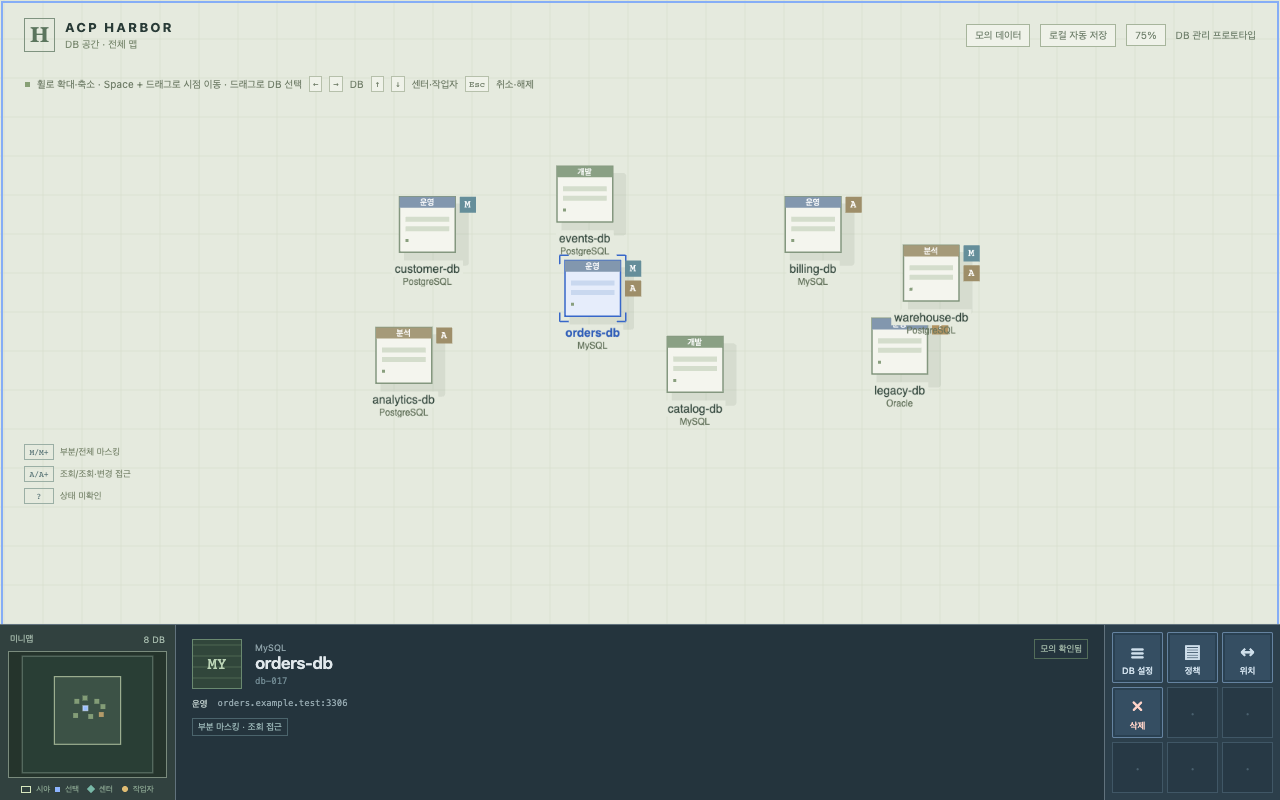 H
ACP HARBOR
DB 공간 · 전체 맵
모의 데이터
로컬 자동 저장
75%
DB 관리 프로토타입
휠로 확대·축소 · Space + 드래그로 시점 이동 · 드래그로 DB 선택 ← → DB ↑ ↓ 센터·작업자 Esc 취소·해제
개발
events-db
PostgreSQL
운영
M
customer-db
PostgreSQL
운영
A
billing-db
MySQL
분석
M
A
warehouse-db
PostgreSQL
운영
M
A
orders-db
MySQL
분석
A
analytics-db
PostgreSQL
개발
catalog-db
MySQL
legacy-db
Oracle
M/M+ 부분/전체 마스킹
A/A+ 조회/조회·변경 접근
? 상태 미확인
미니맵
8 DB
시야 선택 센터 작업자
MY
MySQL
orders-db
db-017
모의 확인됨
운영 orders.example.test:3306
부분 마스킹 · 조회 접근
DB 설정
정책
위치
삭제